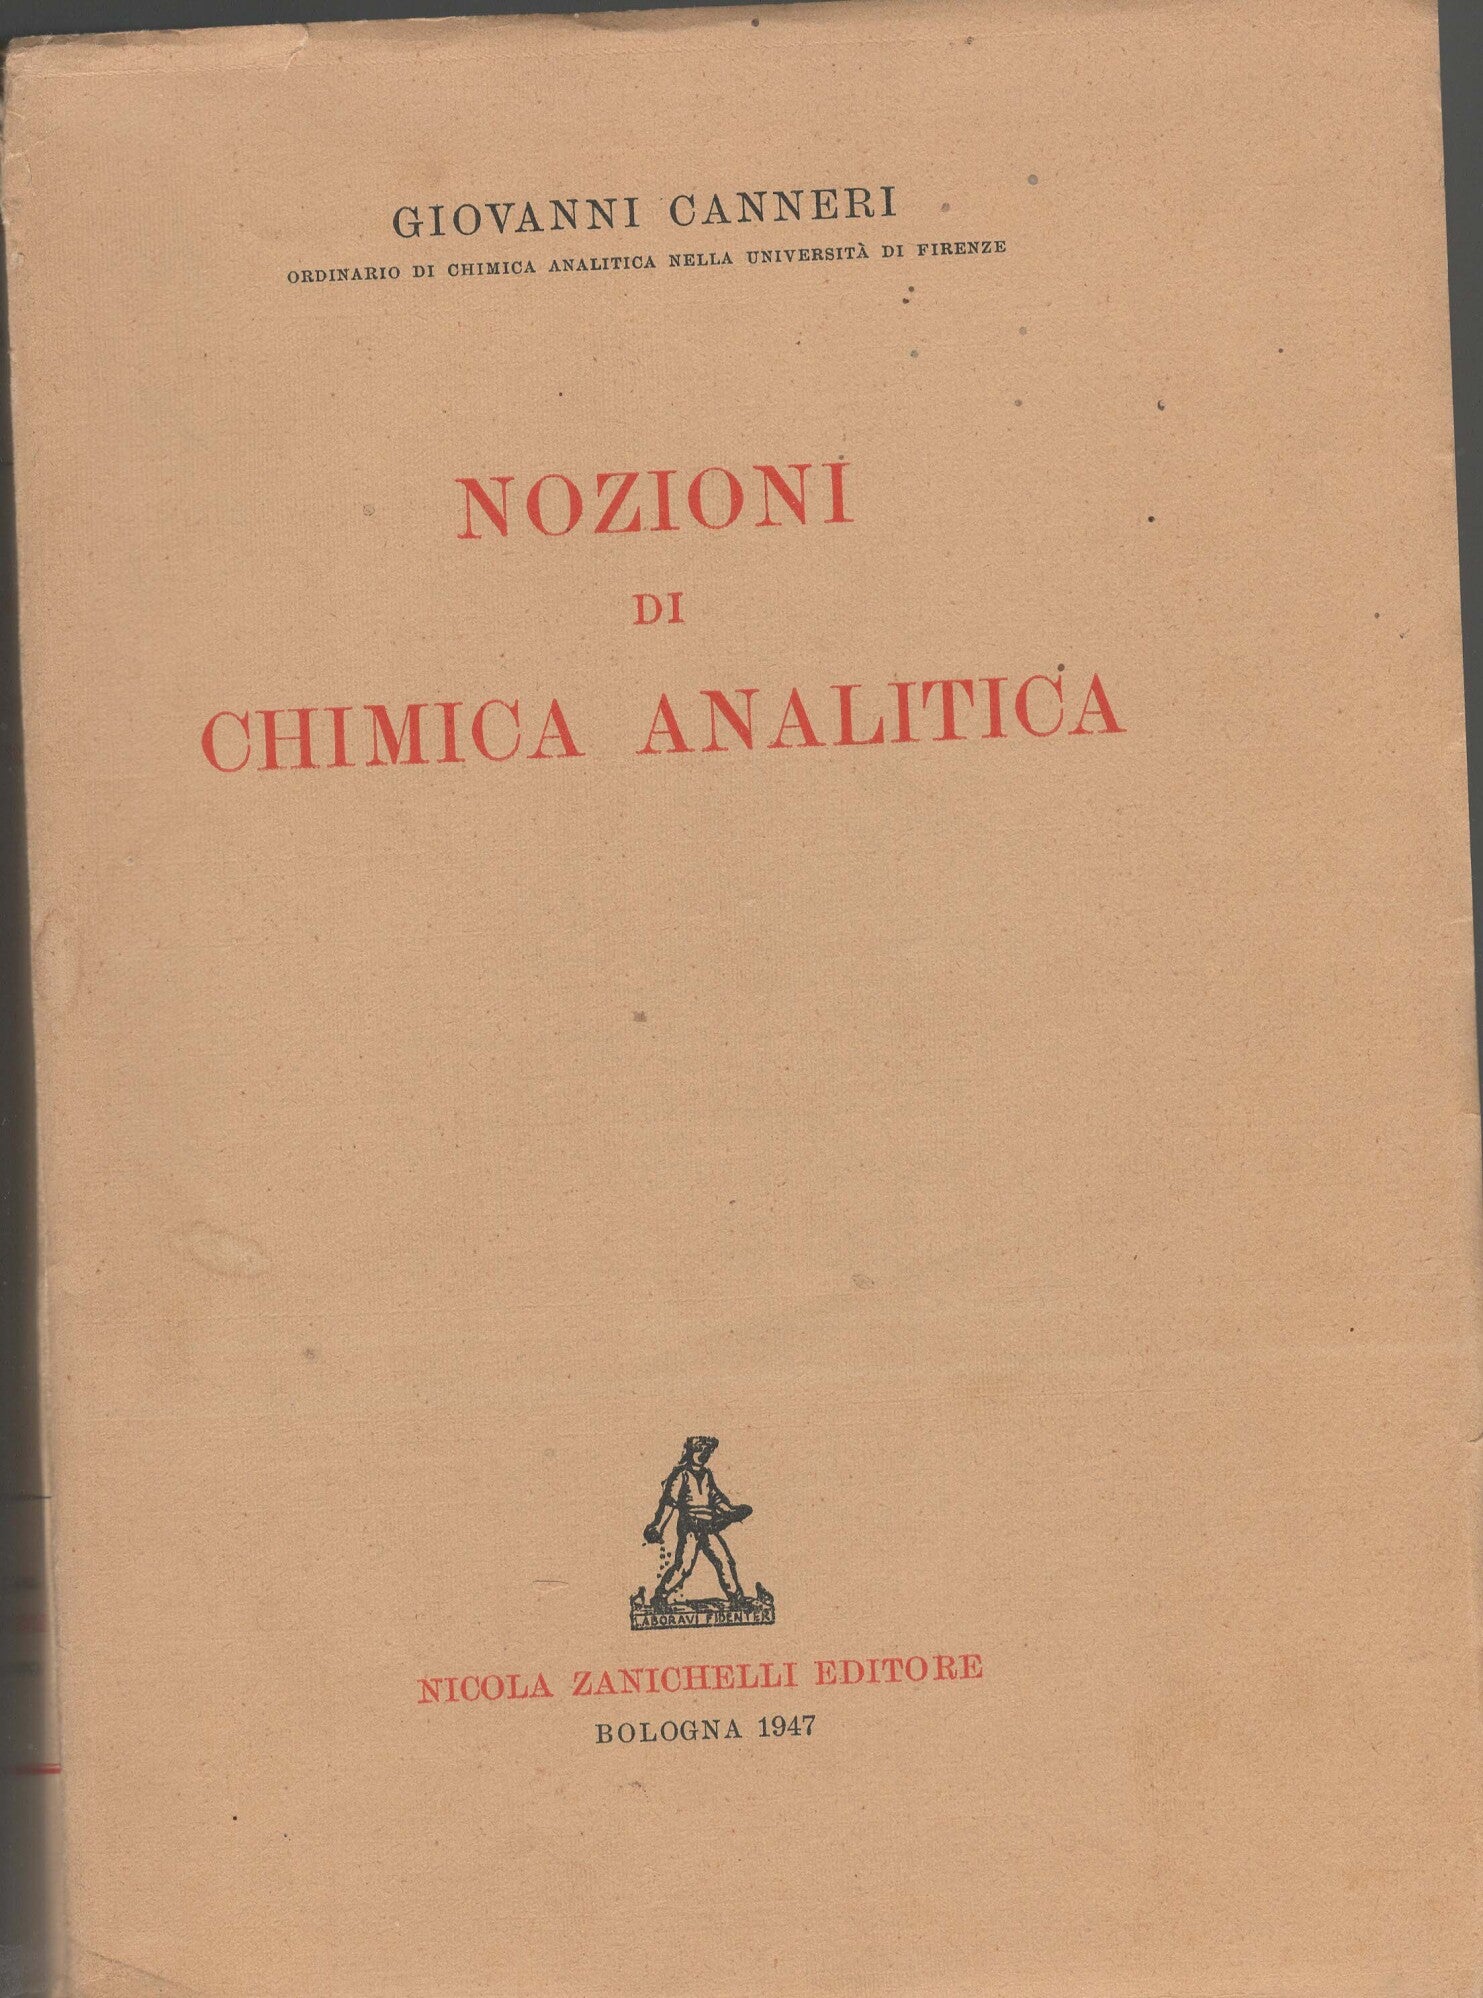 GIOVANNI CANNERI
ORDINARIO DI CHIMICA ANALITICA NELLA UNIVERSITÀ DI FIRENZE
NOZIONI
DI
CHIMICA ANALITICA
LABORAVI FIDENTER
NICOLA ZANICHELLI EDITORE
BOLOGNA 1947